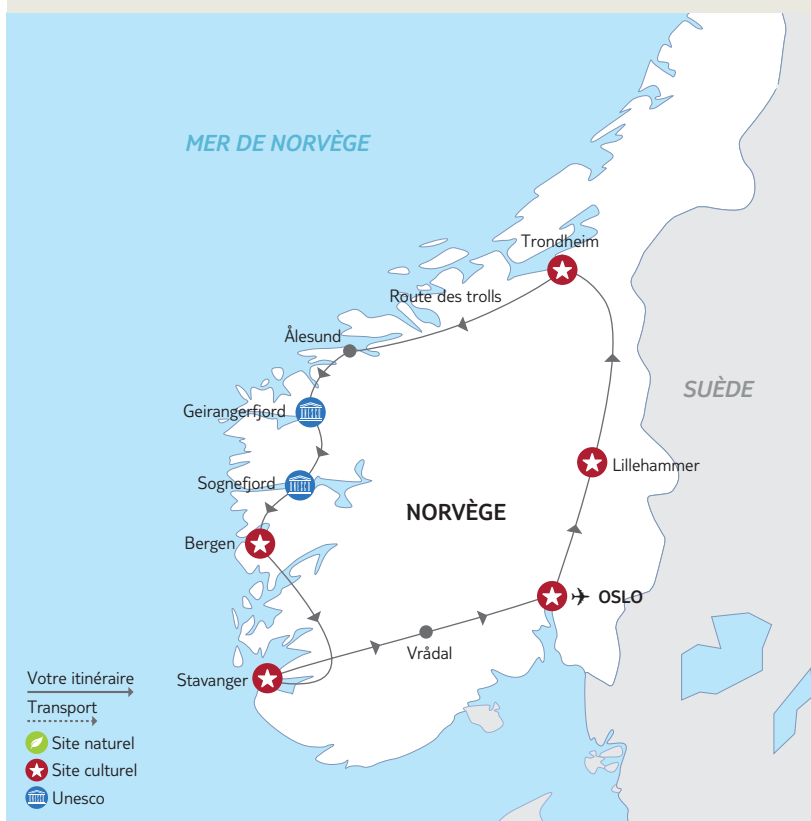 MER DE NORVÈGE
Trondheim
Route des trolls
Ålesund
SUÈDE
Geirangerfjord
Lillehammer
Sognefjord
NORVÈGE
Bergen
OSLO
Vrådal
Stavanger
Votre itinéraire
Transport
Site naturel
Site culturel
Unesco